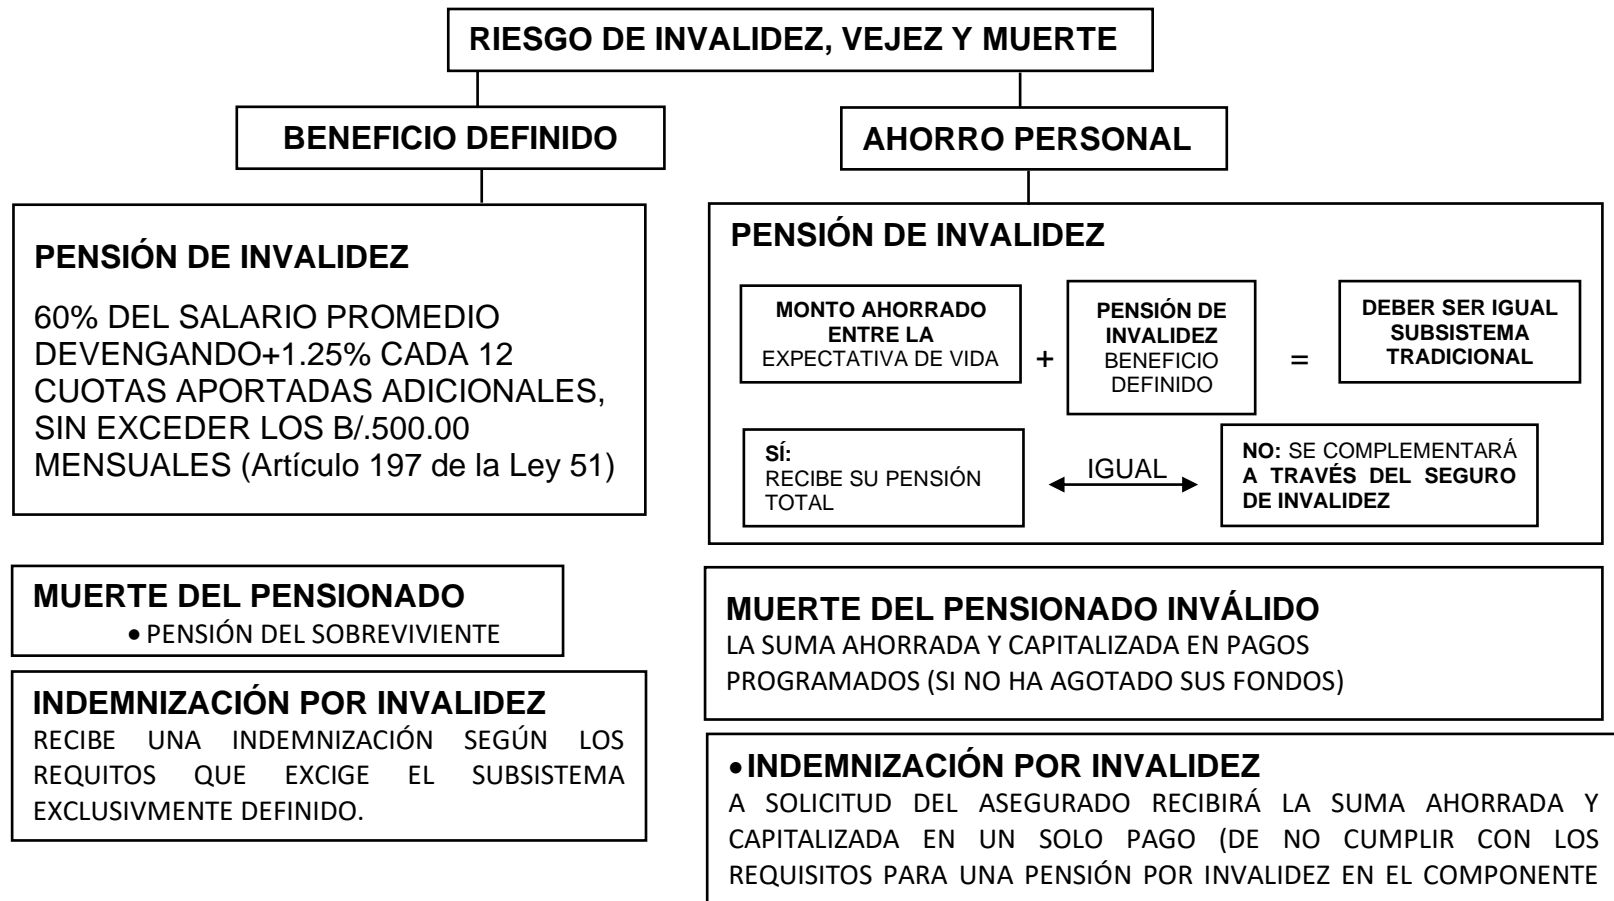 RIESGO DE INVALIDEZ, VEJEZ Y MUERTE
BENEFICIO DEFINIDO
AHORRO PERSONAL
PENSIÓN DE INVALIDEZ
60% DEL SALARIO PROMEDIO
DEVENGANDO+1.25% CADA 12
CUOTAS APORTADAS ADICIONALES,
SIN EXCEDER LOS B/.500.00
MENSUALES (Artículo 197 de la Ley 51)
MUERTE DEL PENSIONADO
• PENSIÓN DEL SOBREVIVIENTE
INDEMNIZACIÓN POR INVALIDEZ
RECIBE UNA INDEMNIZACIÓN SEGÚN LOS
REQUITOS QUE EXCIGE EL SUBSISTEMA
EXCLUSIVMENTE DEFINIDO.
PENSIÓN DE INVALIDEZ
MONTO AHORRADO
ENTRE LA
EXPECTATIVA DE VIDA
+
PENSIÓN DE
INVALIDEZ
BENEFICIO
DEFINIDO
=
DEBER SER IGUAL
SUBSISTEMA
TRADICIONAL
SÍ:
RECIBE SU PENSIÓN
TOTAL
IGUAL
NO: SE COMPLEMENTARÁ
A TRAVÉS DEL SEGURO
DE INVALIDEZ
MUERTE DEL PENSIONADO INVÁLIDO
LA SUMA AHORRADA Y CAPITALIZADA EN PAGOS
PROGRAMADOS (SI NO HA AGOTADO SUS FONDOS)
• INDEMNIZACIÓN POR INVALIDEZ
A SOLICITUD DEL ASEGURADO RECIBIRÁ LA SUMA AHORRADA Y
CAPITALIZADA EN UN SOLO PAGO (DE NO CUMPLIR CON LOS
REQUISITOS PARA UNA PENSIÓN POR INVALIDEZ EN EL COMPONENTE